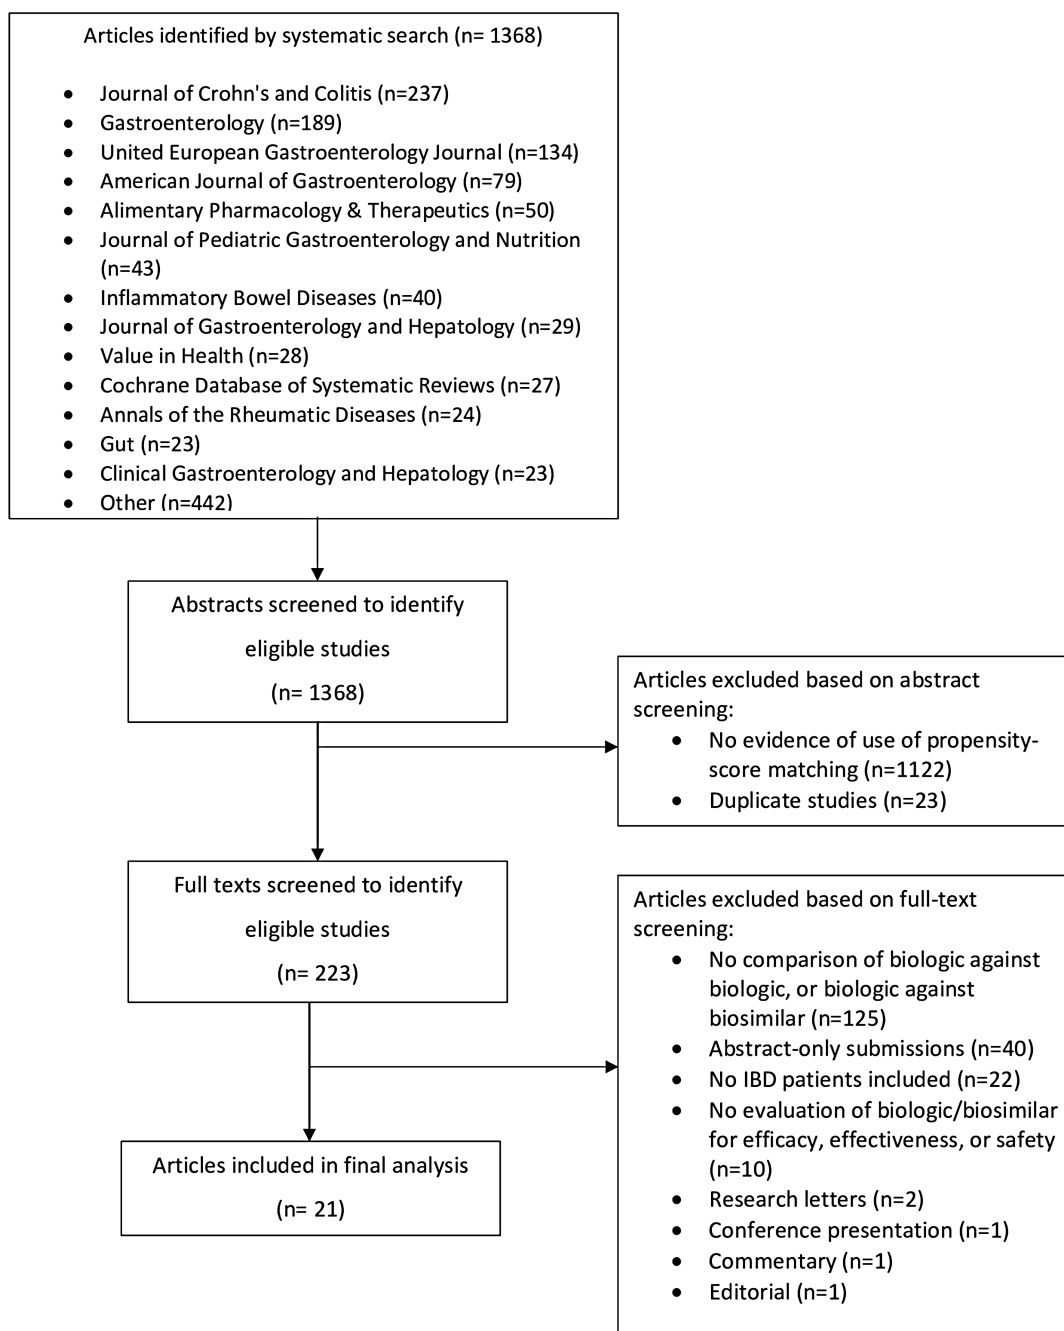 Articles identified by systematic search (n= 1368)
• Journal of Crohn's and Colitis (n=237)
• Gastroenterology (n=189)
• United European Gastroenterology Journal (n=134)
• American Journal of Gastroenterology (n=79)
• Alimentary Pharmacology & Therapeutics (n=50)
• Journal of Pediatric Gastroenterology and Nutrition
(n=43)
• Inflammatory Bowel Diseases (n=40)
• Journal of Gastroenterology and Hepatology (n=29)
• Value in Health (n=28)
• Cochrane Database of Systematic Reviews (n=27)
• Annals of the Rheumatic Diseases (n=24)
• Gut (n=23)
• Clinical Gastroenterology and Hepatology (n=23)
• Other (n=442)
Abstracts screened to identify
eligible studies
(n= 1368)
Articles excluded based on abstract
screening:
• No evidence of use of propensity-
score matching (n=1122)
• Duplicate studies (n=23)
Full texts screened to identify
eligible studies
(n= 223)
Articles excluded based on full-text
screening:
• No comparison of biologic against
biologic, or biologic against
biosimilar (n=125)
• Abstract-only submissions (n=40)
• No IBD patients included (n=22)
• No evaluation of biologic/biosimilar
for efficacy, effectiveness, or safety
(n=10)
• Research letters (n=2)
• Conference presentation (n=1)
• Commentary (n=1)
• Editorial (n=1)
Articles included in final analysis
(n= 21)